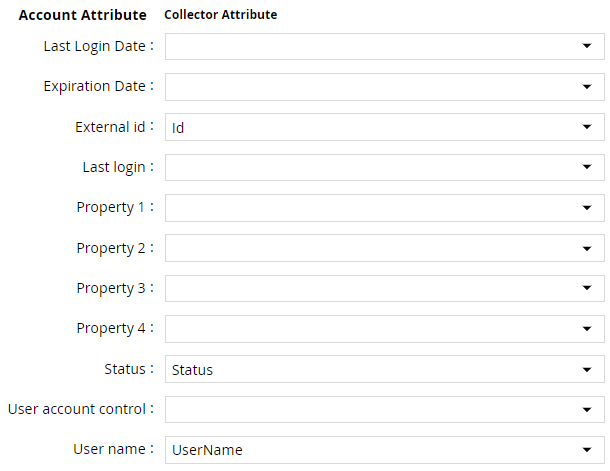 Account Attribute Collector Attribute
Last Login Date :
Expiration Date :
External id : Id
Last login :
Property 1 :
Property 2 :
Property 3 :
Property 4 :
Status : Status
User account control :
User name : UserName